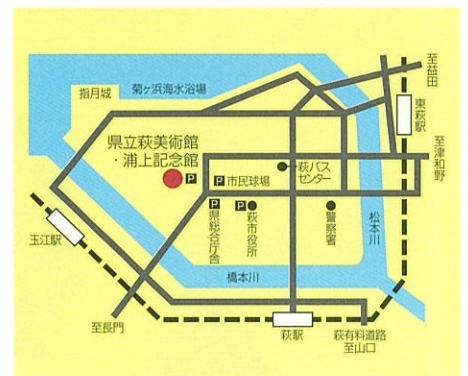 至益田
指月城
菊ヶ浜海水浴場
東萩駅
至津和野
県立萩美術館
・浦上記念館
P
P 市民球場
萩バス
センター
P
県総合庁舎
P
萩市役所
警察署
松本川
玉江駅
橋本川
至長門
萩駅
萩有料道路
至山口